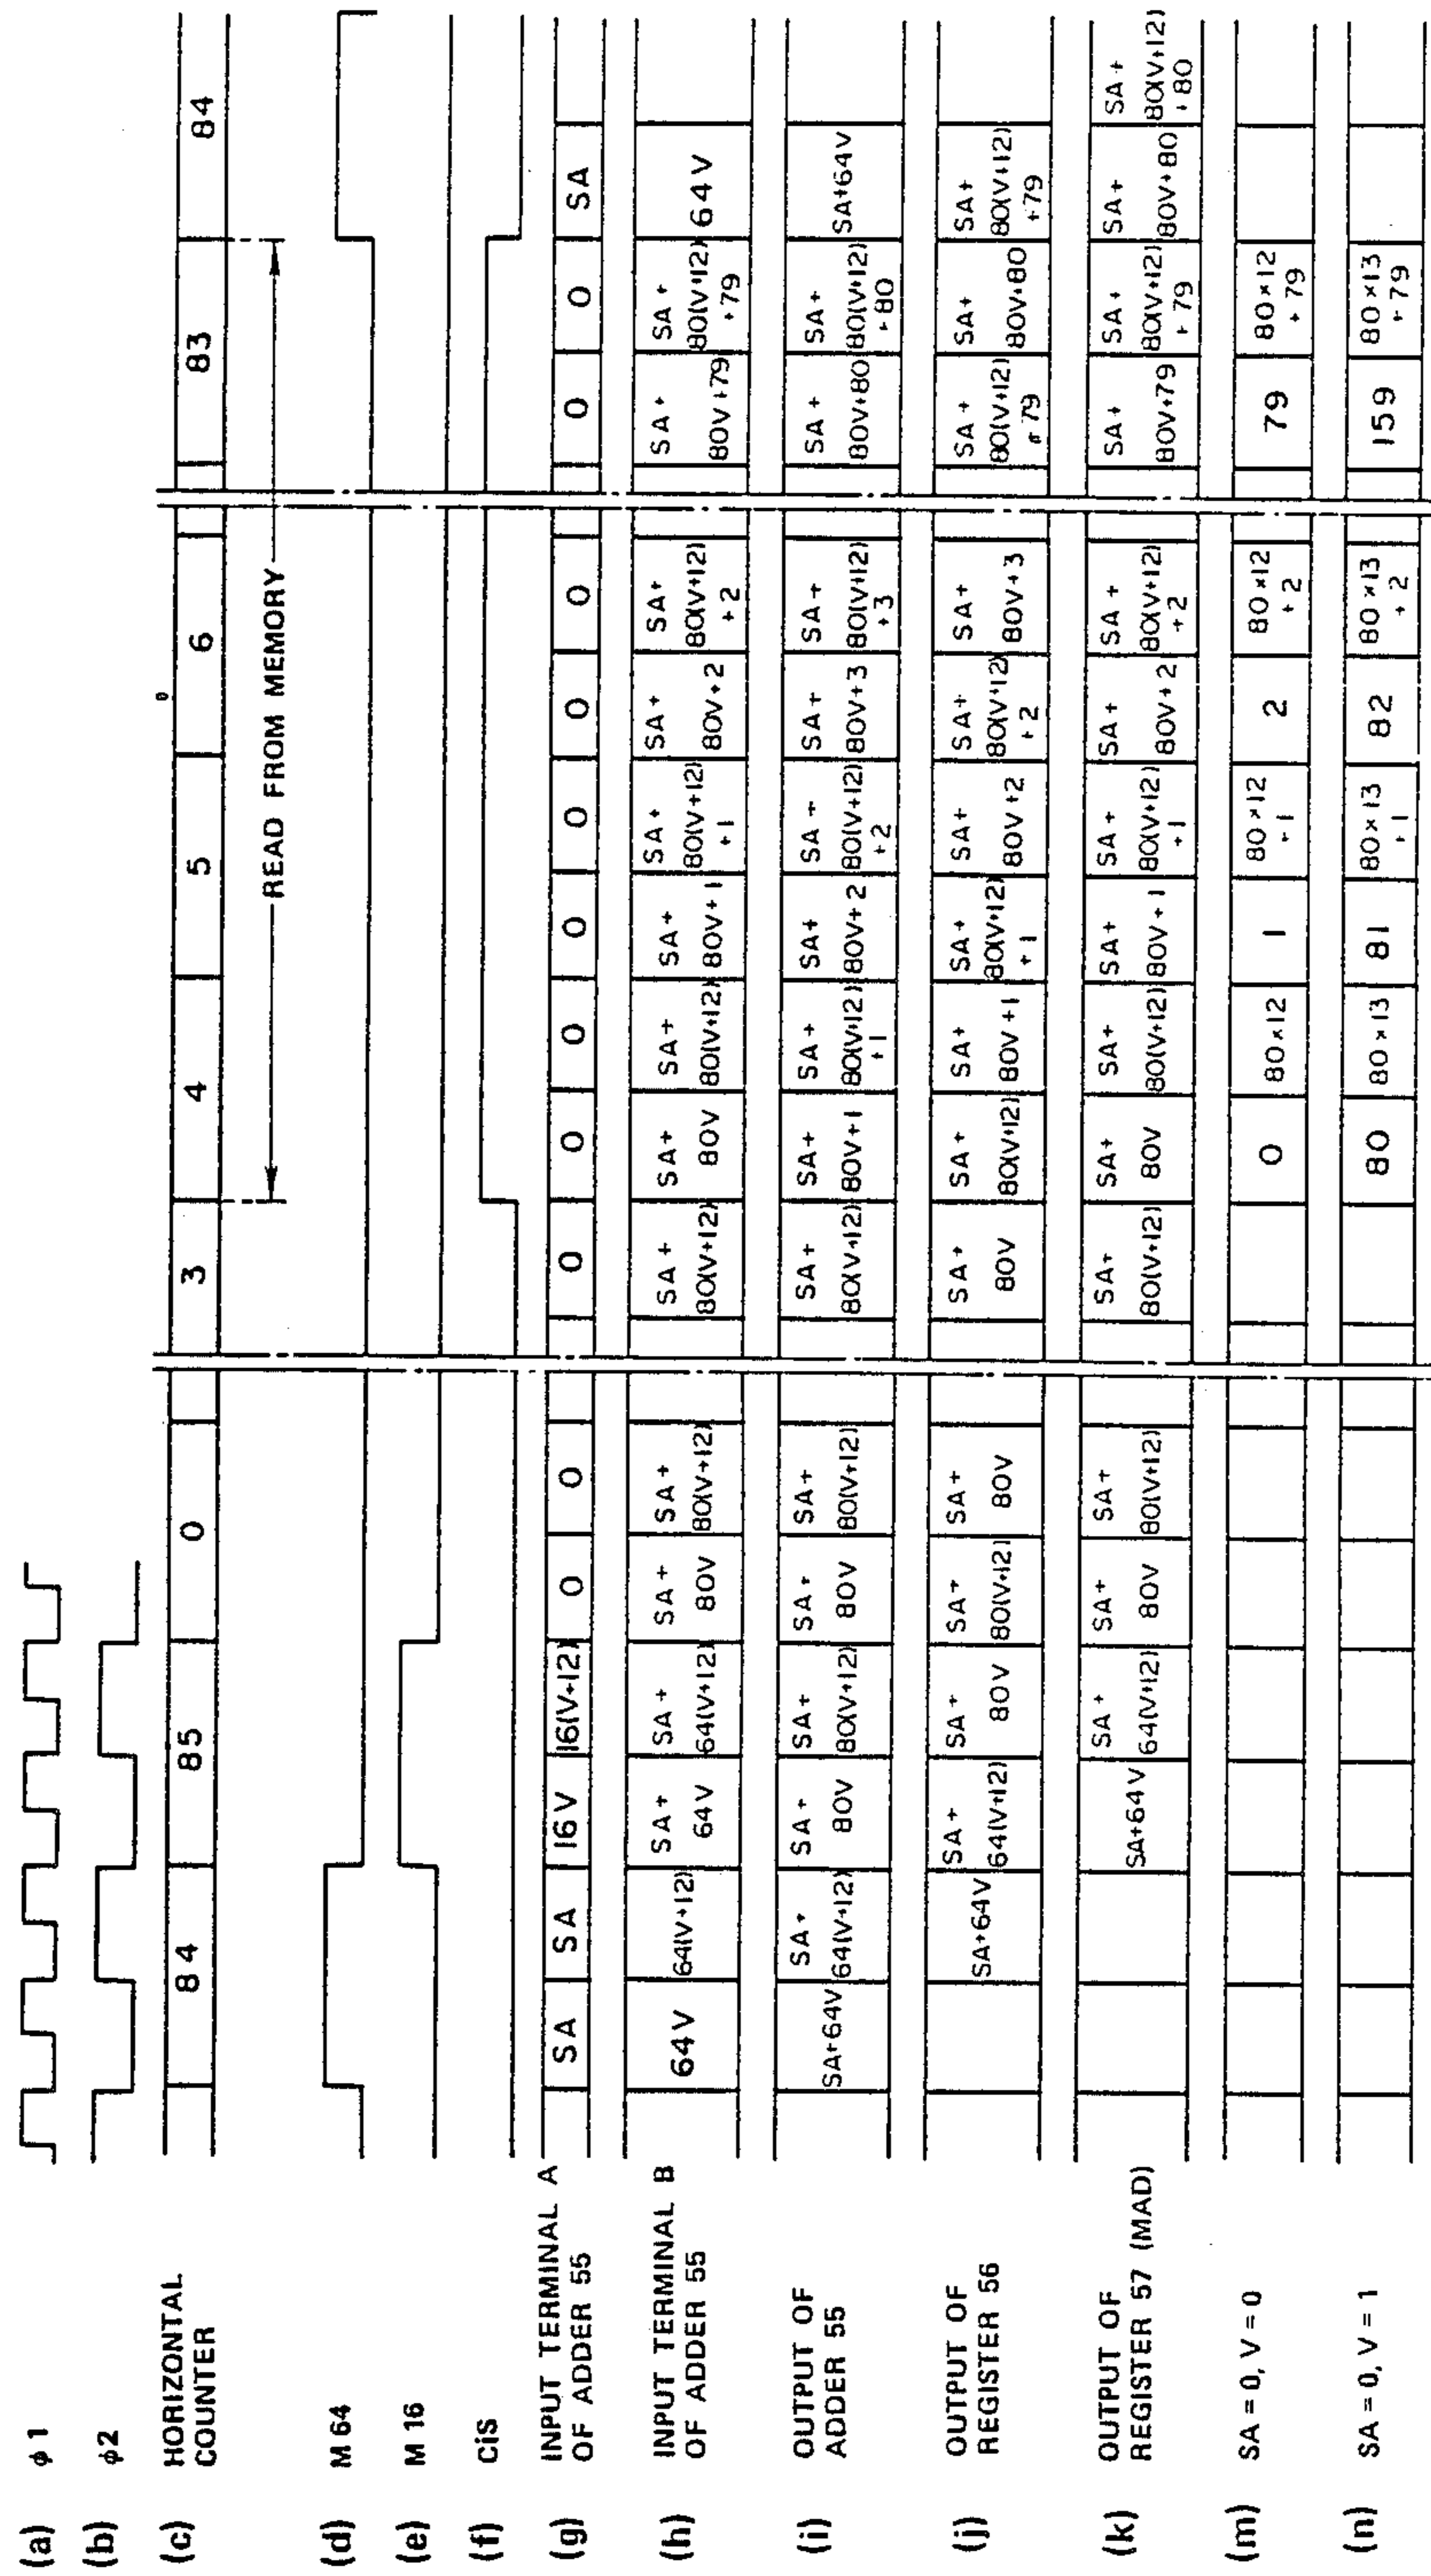 (a) φ1
(b) φ2
(c) HORIZONTAL
COUNTER
84 85 0 3 4 5 6 83 84
READ FROM MEMORY
(d) M 64
(e) M 16
(f) CiS
(g) INPUT TERMINAL A
OF ADDER 55
SA SA 16V 16(V+12) 0 0 0 0 0 0 0 0 0 0 0 SA
(h) INPUT TERMINAL B
OF ADDER 55
64V
64(V+12)
SA+
64V
SA+
64(V+12)
SA+
80V
SA+
80(V+12)
SA+
80(V+12)
SA+
80V
SA+
80(V+12)
SA+
80V+1
SA+
80(V+12)
+1
SA+
80V+2
SA+
80(V+12)
+2
SA+
80V+79
SA+
80(V+12)
+79
64V
(i) OUTPUT OF
ADDER 55
SA+64V
SA+
64(V+12)
SA+
80V
SA+
80(V+12)
SA+
80V
SA+
80(V+12)
SA+
80(V+12)
SA+
80V+1
SA+
80(V+12)
+1
SA+
80V+2
SA+
80(V+12)
+2
SA+
80V+3
SA+
80(V+12)
+3
SA+
80V+80
SA+
80(V+12)
+80
SA+64V
(j) OUTPUT OF
REGISTER 56
SA+64V
SA+
64(V+12)
SA+
80V
SA+
80(V+12)
SA+
80V
SA+
80V
SA+
80(V+12)
SA+
80V+1
SA+
80(V+12)
+1
SA+
80V+2
SA+
80(V+12)
+2
SA+
80V+3
SA+
80(V+12)
+79
SA+
80V+80
SA+
80(V+12)
+79
(k) OUTPUT OF
REGISTER 57 (MAD)
SA+64V
SA+
64(V+12)
SA+
80V
SA+
80(V+12)
SA+
80(V+12)
SA+
80V
SA+
80(V+12)
SA+
80V+1
SA+
80(V+12)
+1
SA+
80V+2
SA+
80(V+12)
+2
SA+
80V+79
SA+
80(V+12)
+79
SA+
80V+80
SA+
80(V+12)
+80
(m) SA = 0, V = 0
0
80×12
1
80×12
+1
2
80×12
+2
79
80×12
+79
(n) SA = 0, V = 1
80
80×13
81
80×13
+1
82
80×13
+2
159
80×13
+79